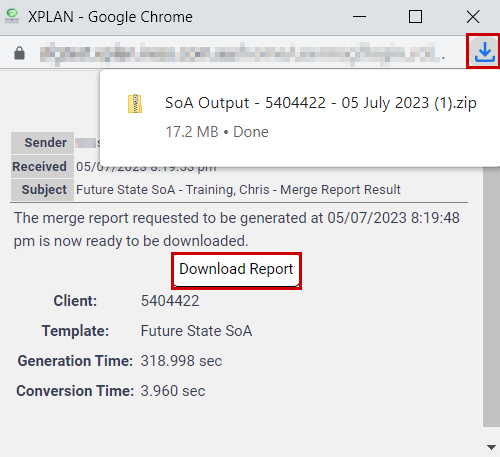 XPLAN - Google Chrome
SoA Output - 5404422 - 05 July 2023 (1).zip
17.2 MB • Done
Sender
Received 05/07/2023 8:19:53 pm
Subject Future State SoA - Training, Chris - Merge Report Result
The merge report requested to be generated at 05/07/2023 8:19:48
pm is now ready to be downloaded.
Download Report
Client: 5404422
Template: Future State SoA
Generation Time: 318.998 sec
Conversion Time: 3.960 sec